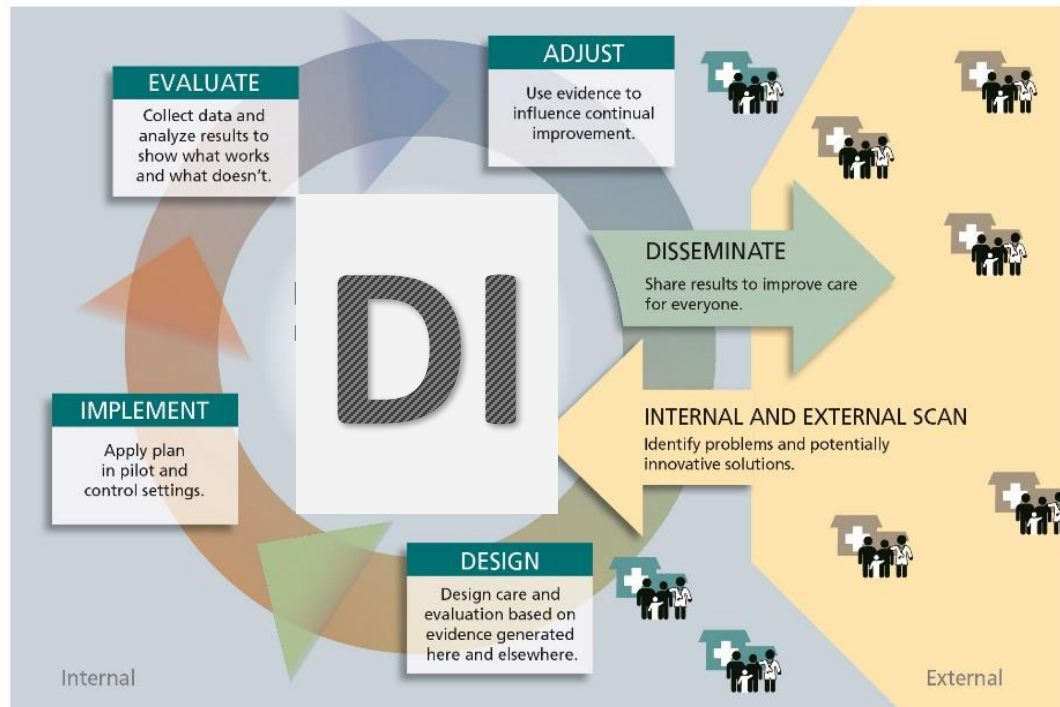 EVALUATE
Collect data and
analyze results to
show what works
and what doesn't.
ADJUST
Use evidence to
influence continual
improvement.
DI
DISSEMINATE
Share results to improve care
for everyone.
IMPLEMENT
Apply plan
in pilot and
control settings.
INTERNAL AND EXTERNAL SCAN
Identify problems and potentially
innovative solutions.
DESIGN
Design care and
evaluation based on
evidence generated
here and elsewhere.
Internal
External